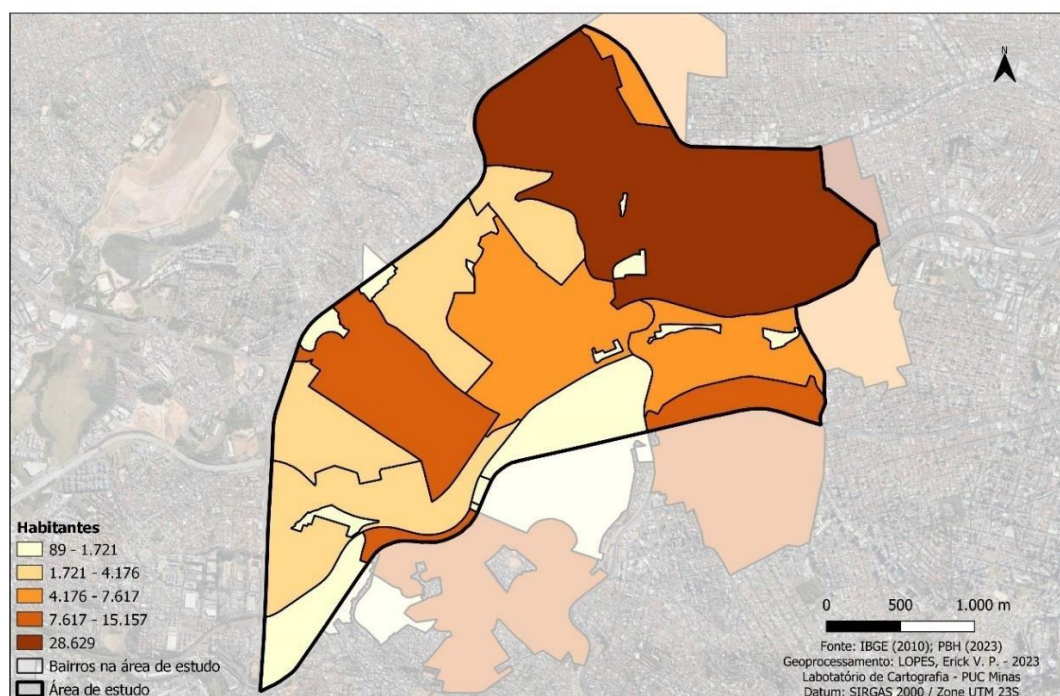 N
Habitantes
89 - 1.721
1.721 - 4.176
4.176 - 7.617
7.617 - 15.157
28.629
Bairros na área de estudo
Área de estudo
0 500 1.000 m
Fonte: IBGE (2010); PBH (2023)
Geoprocessamento: LOPES, Erick V. P. - 2023
Labotatório de Cartografia - PUC Minas
Datum: SIRGAS 2000 / Zone UTM 23S